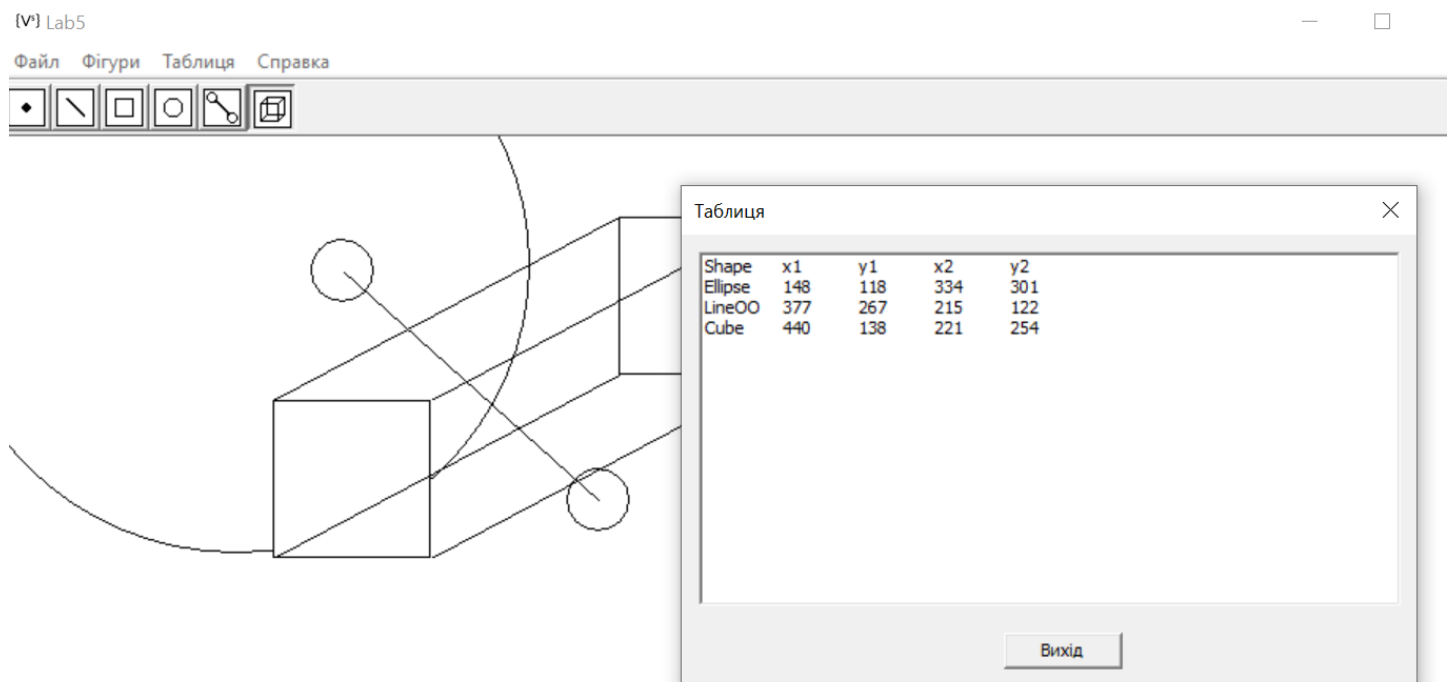 {Vˢ} Lab5
Файл Фігури Таблиця Справка
Таблиця
Shape x1 y1 x2 y2
Ellipse 148 118 334 301
LineOO 377 267 215 122
Cube 440 138 221 254
Вихід